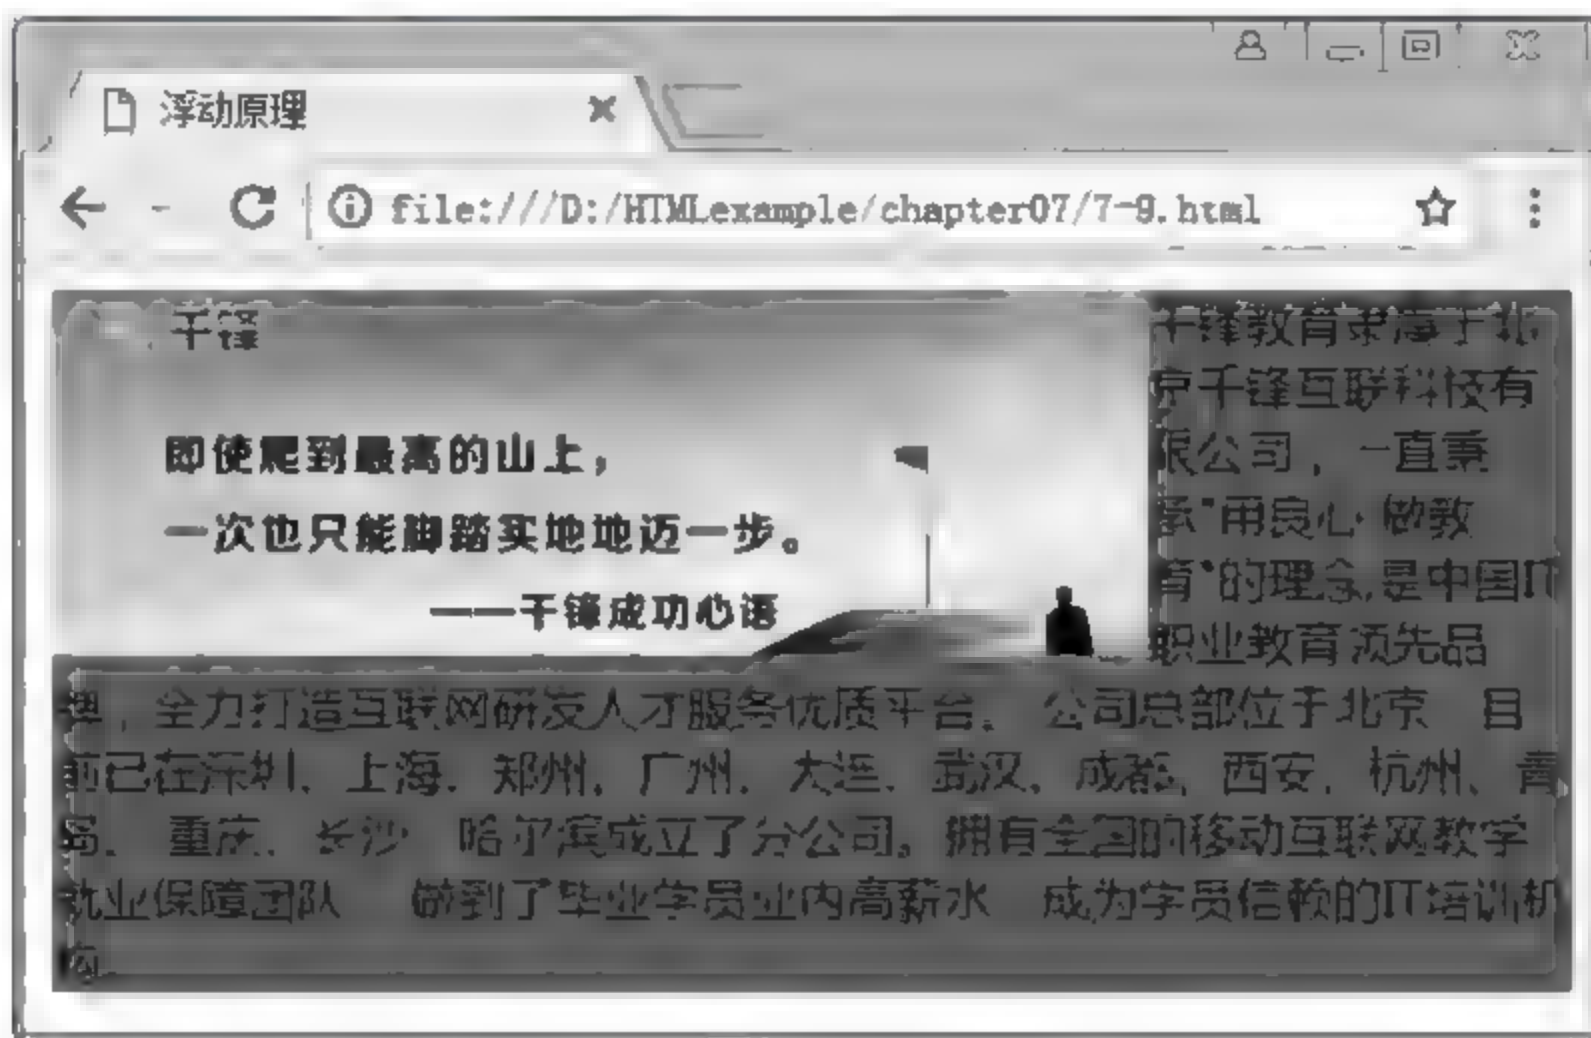 浮动原理
file:///D:/HTMLexample/chapter07/7-9.html
千锋
即使爬到最高的山上，
一次也只能脚踏实地地迈一步。
——千锋成功心语
千锋教育隶属于北
京千锋互联科技有
限公司，一直秉
承"用良心 做教
育"的理念,是中国IT
职业教育领先品
牌，全力打造互联网研发人才服务优质平台。公司总部位于北京 目
前已在深圳、上海、郑州、广州、大连、武汉、成都、西安、杭州、青
岛、重庆、长沙 哈尔滨成立了分公司。拥有全国的移动互联网教学
就业保障团队 做到了毕业学员业内高薪水 成为学员信赖的IT培训机
构